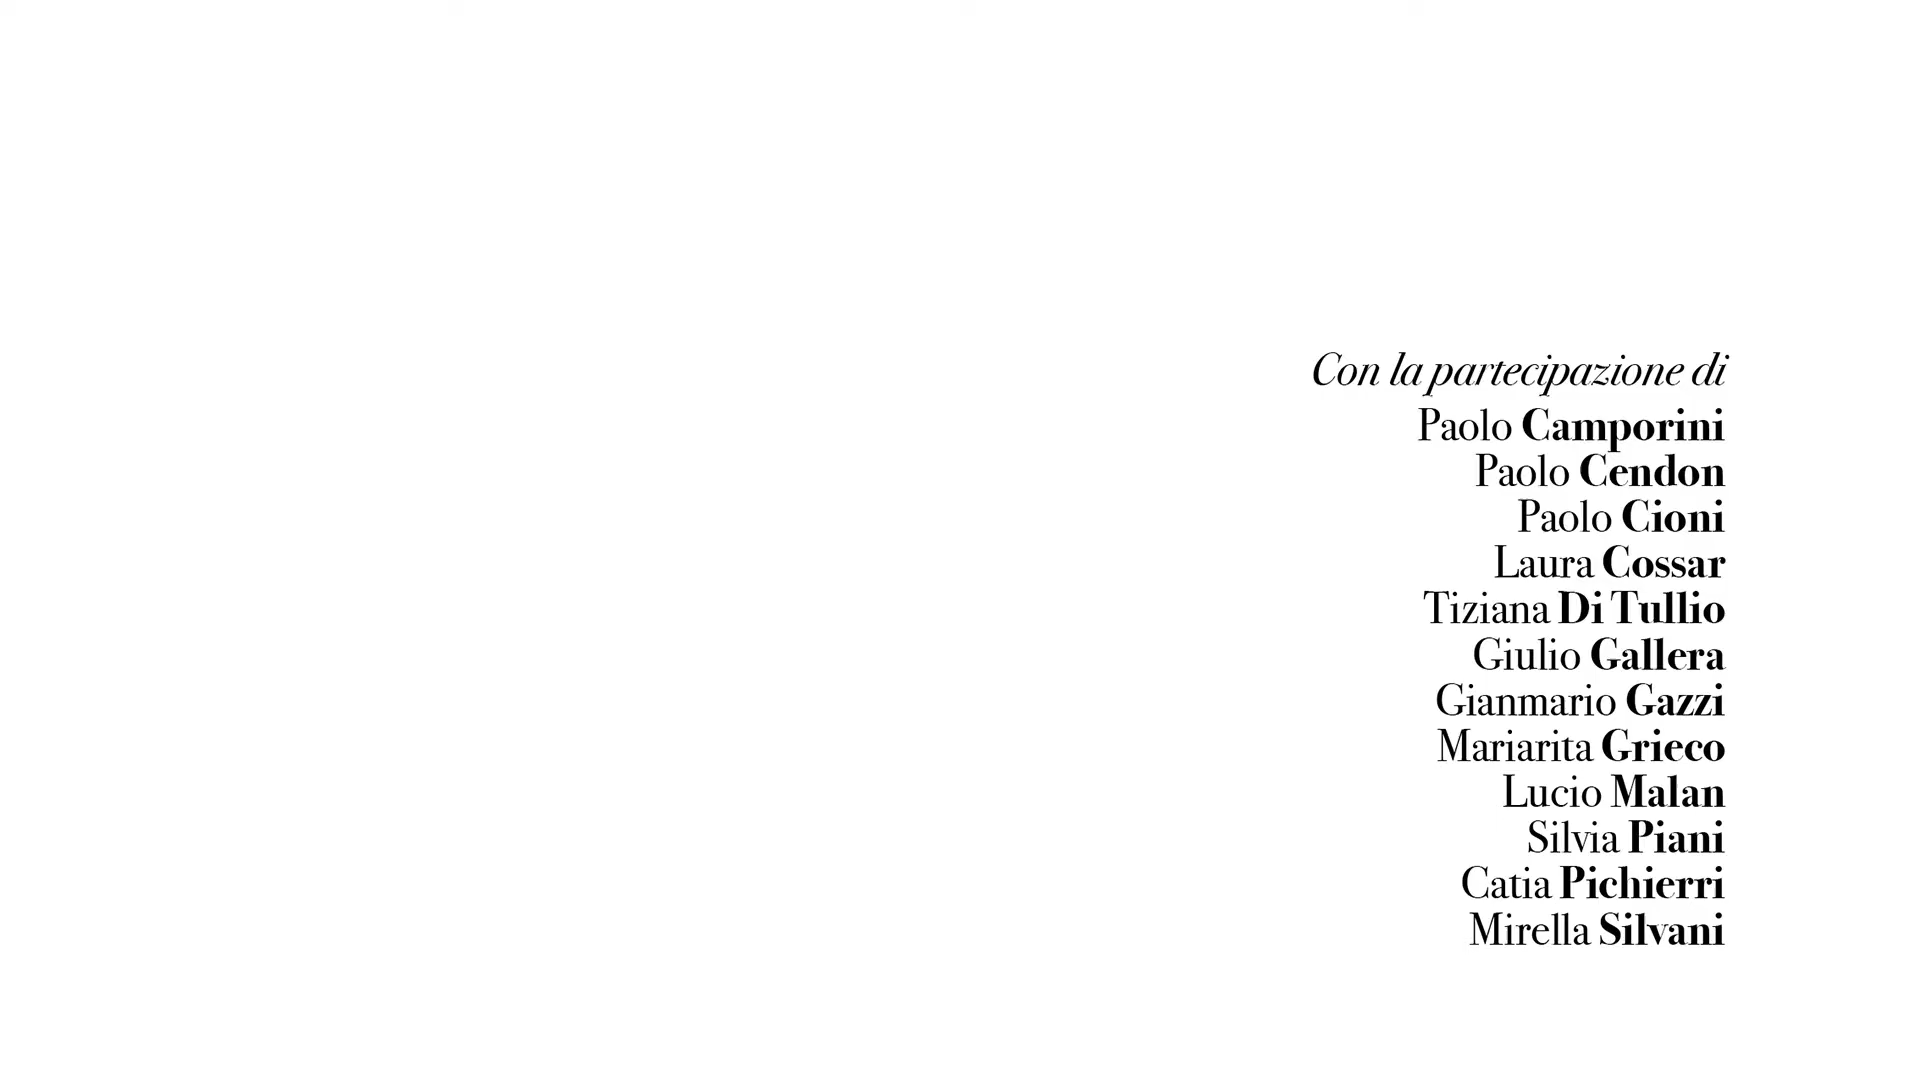 Con la partecipazione di
Paolo Camporini
Paolo Cendon
Paolo Cioni
Laura Cossar
Tiziana Di Tullio
Giulio Gallera
Gianmario Gazzi
Mariarita Grieco
Lucio Malan
Silvia Piani
Catia Pichierri
Mirella Silvani